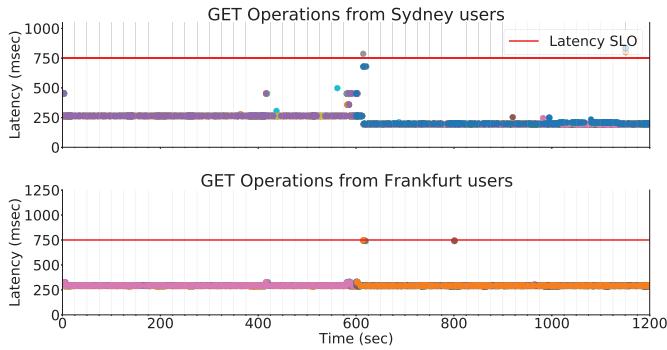 GET Operations from Sydney users
Latency SLO
1000
750
500
250
0
Latency (msec)
GET Operations from Frankfurt users
1250
1000
750
500
250
0
Latency (msec)
0 200 400 600 800 1000 1200
Time (sec)